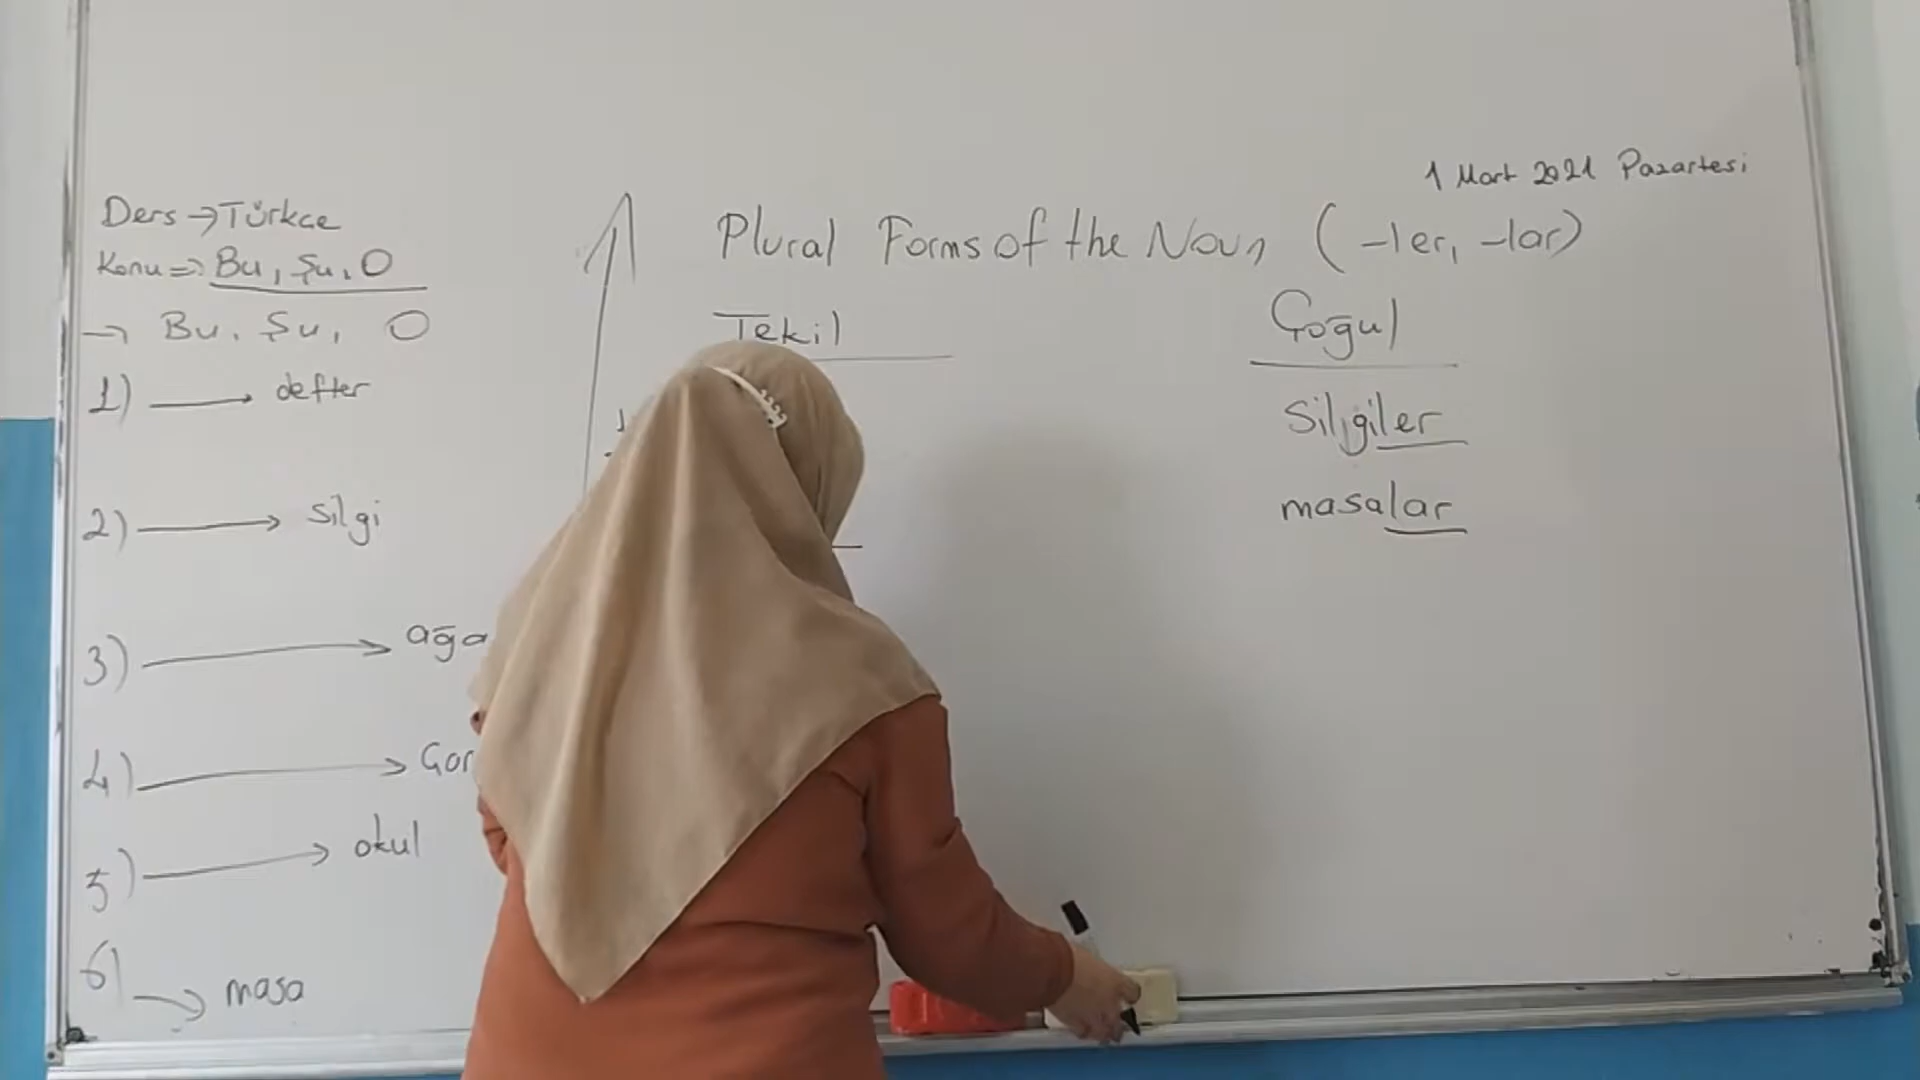 1 Mart 2021 Pazartesi
Ders → Türkçe
Konu => Bu, Şu, O
→ Bu, Şu, O
1) → defter
2) → silgi
3) →
4) →
5) → okul
6) → masa
Plural Forms of the Noun (-ler, -lar)
Tekil
Çoğul
Silgiler
masalar